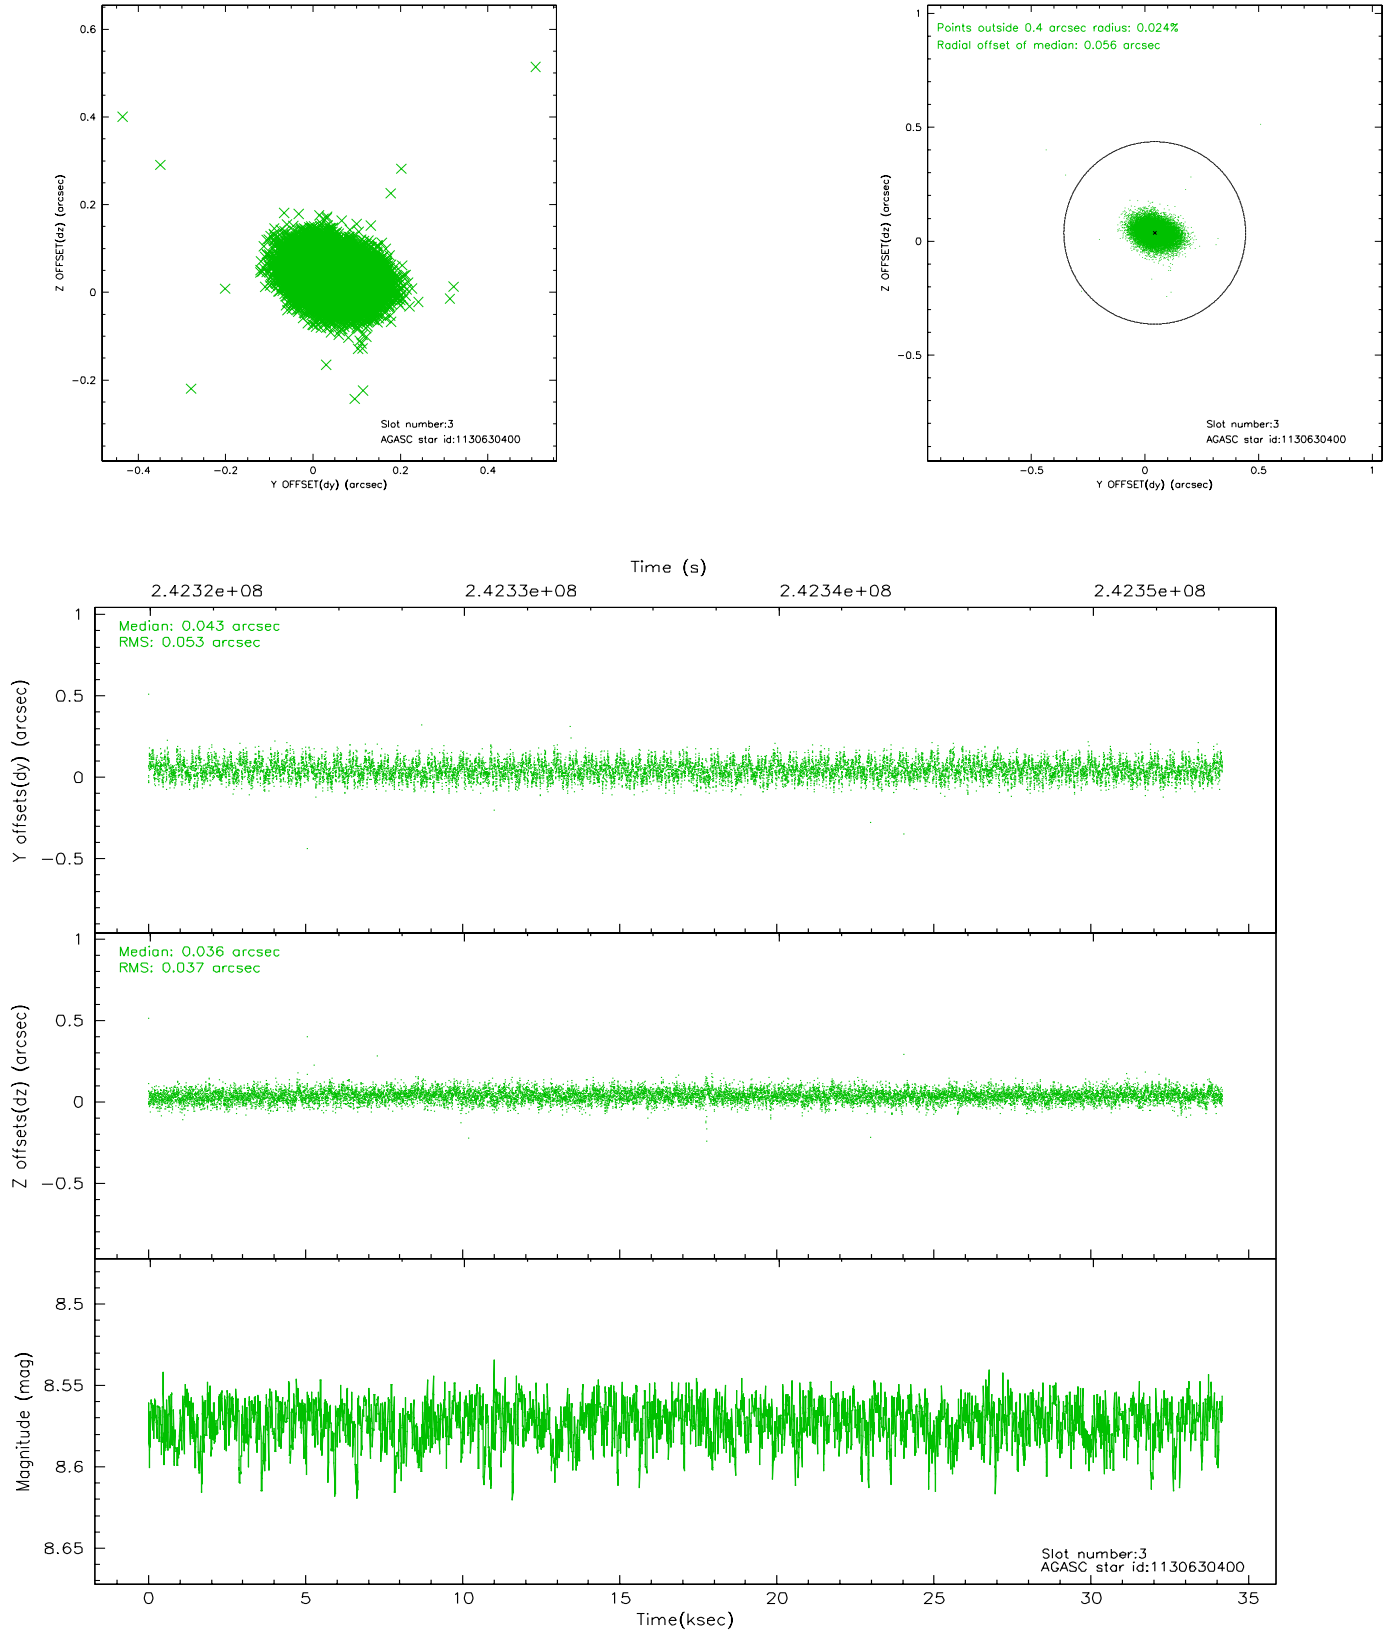 0.6
0.4
0.2
0
−0.2
Z OFFSET(dz) (arcsec)
Slot number:3
AGASC star id:1130630400
−0.4 −0.2 0 0.2 0.4
Y OFFSET(dy) (arcsec)
Points outside 0.4 arcsec radius: 0.024%
Radial offset of median: 0.056 arcsec
1
0.5
0
−0.5
Z OFFSET(dz) (arcsec)
Slot number:3
AGASC star id:1130630400
−0.5 0 0.5 1
Y OFFSET(dy) (arcsec)
Time (s)
2.4232e+08 2.4233e+08 2.4234e+08 2.4235e+08
Median: 0.043 arcsec
RMS: 0.053 arcsec
1
0.5
0
−0.5
Y offsets(dy) (arcsec)
Median: 0.036 arcsec
RMS: 0.037 arcsec
1
0.5
0
−0.5
Z offsets(dz) (arcsec)
8.5
8.55
8.6
8.65
Magnitude (mag)
Slot number:3
AGASC star id:1130630400
0 5 10 15 20 25 30 35
Time(ksec)